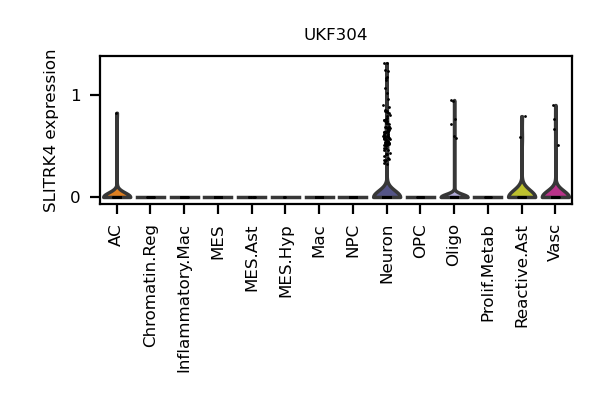 UKF304
SLITRK4 expression
1
0
AC
Chromatin.Reg
Inflammatory.Mac
MES
MES.Ast
MES.Hyp
Mac
NPC
Neuron
OPC
Oligo
Prolif.Metab
Reactive.Ast
Vasc